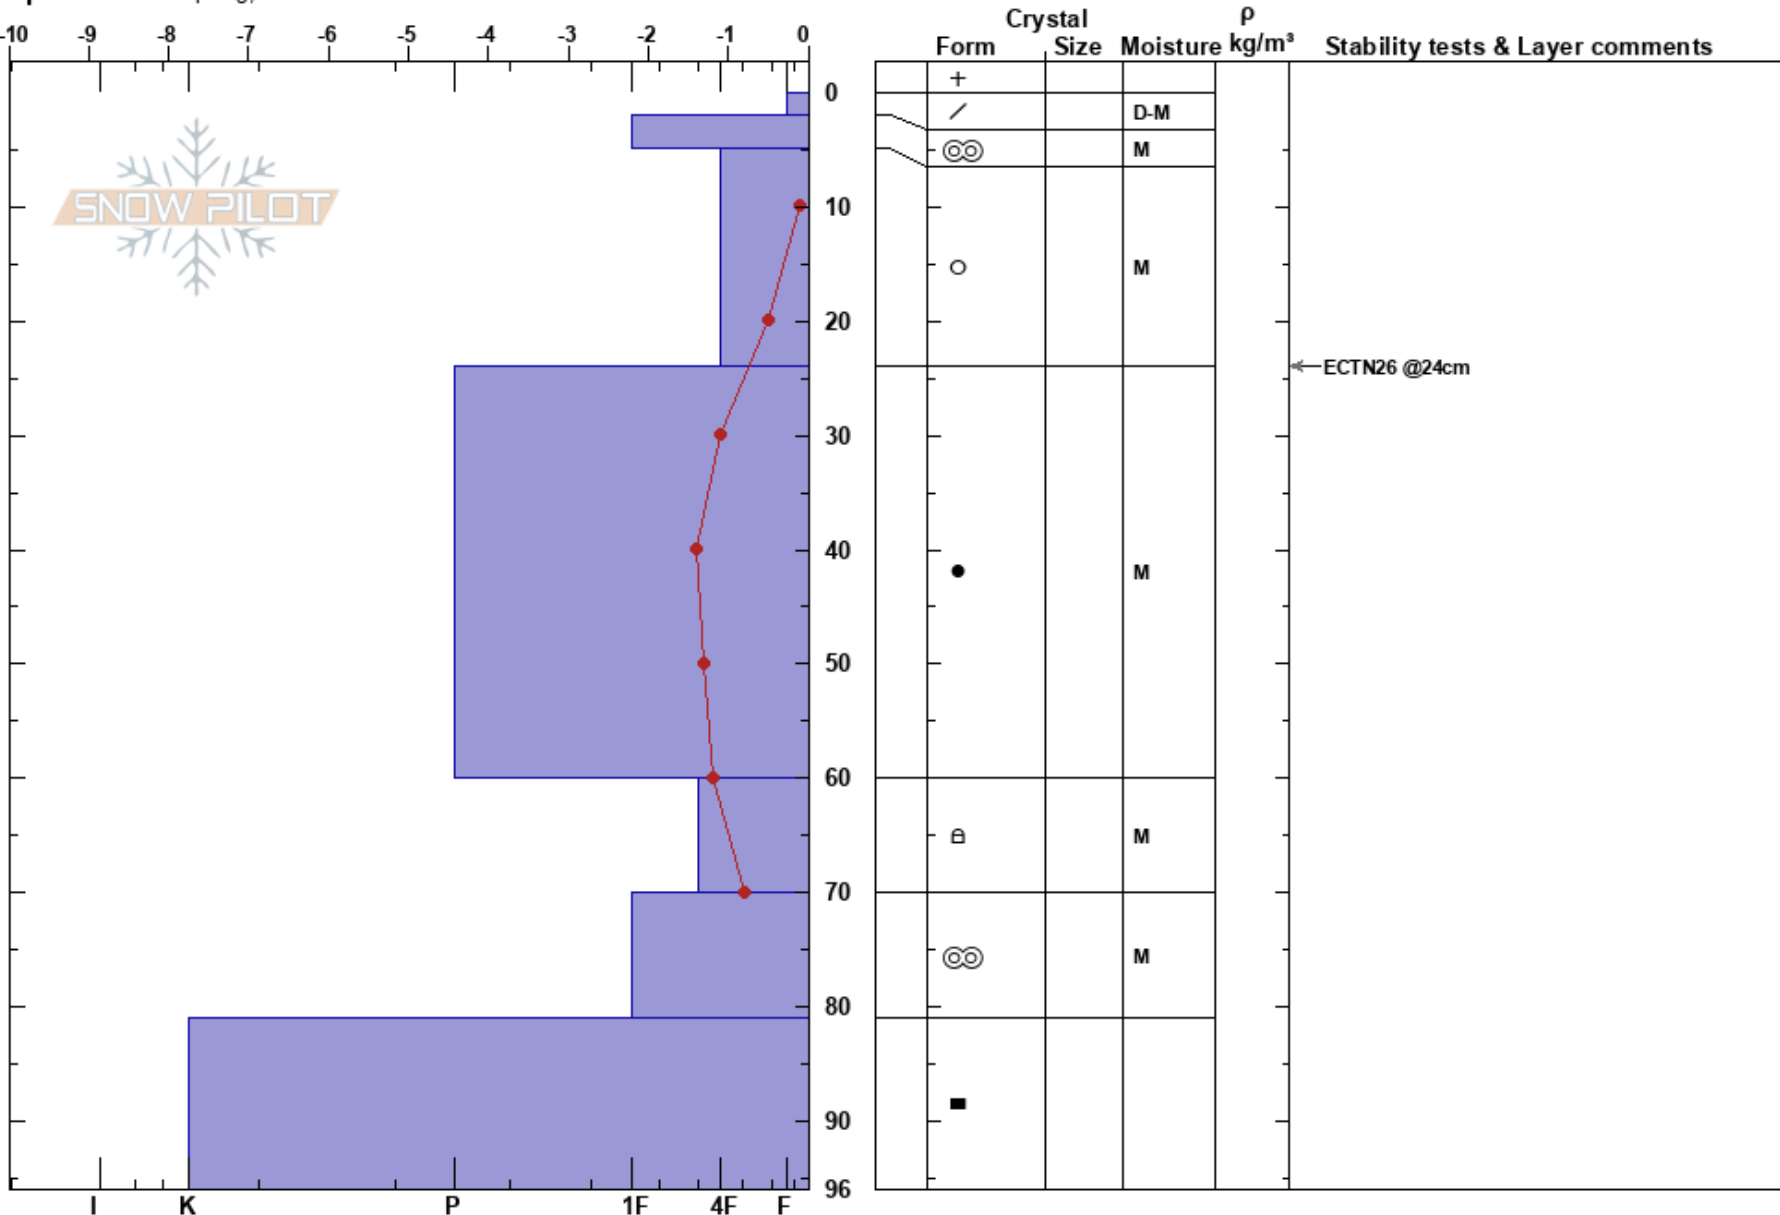 -10 -9 -8 -7 -6 -5 -4 -3 -2 -1 0
Crystal ρ
Form Size Moisture kg/m³ Stability tests & Layer comments
+
0
D-M
M
SNOW PILOT
10
M
20
ECTN26 @24cm
30
40
M
50
60
M
70
M
80
90
96
I K P 1F 4F F